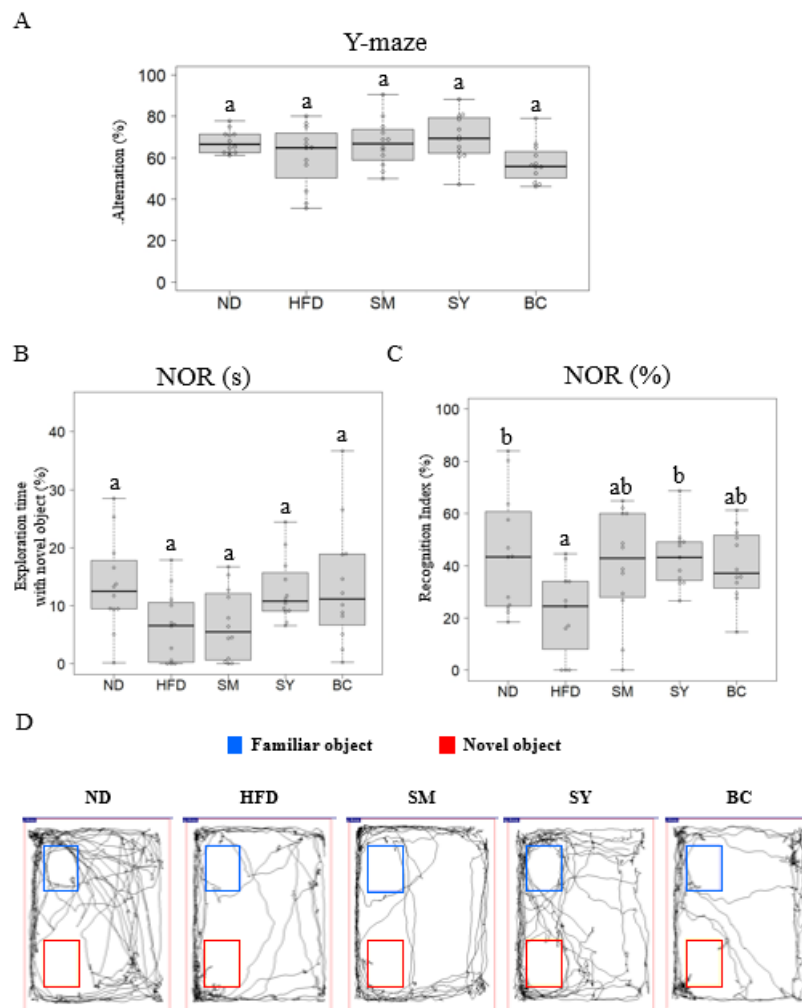 A
Y-maze
.Alternation (%)
100
80
60
40
20
0
a a a a a
ND HFD SM SY BC
B
NOR (s)
Exploration time
with novel object (%)
40
30
20
10
0
a a a a a
ND HFD SM SY BC
C
NOR (%)
Recognition Index (%)
100
80
60
40
20
0
b a ab b ab
ND HFD SM SY BC
D
Familiar object Novel object
ND HFD SM SY BC